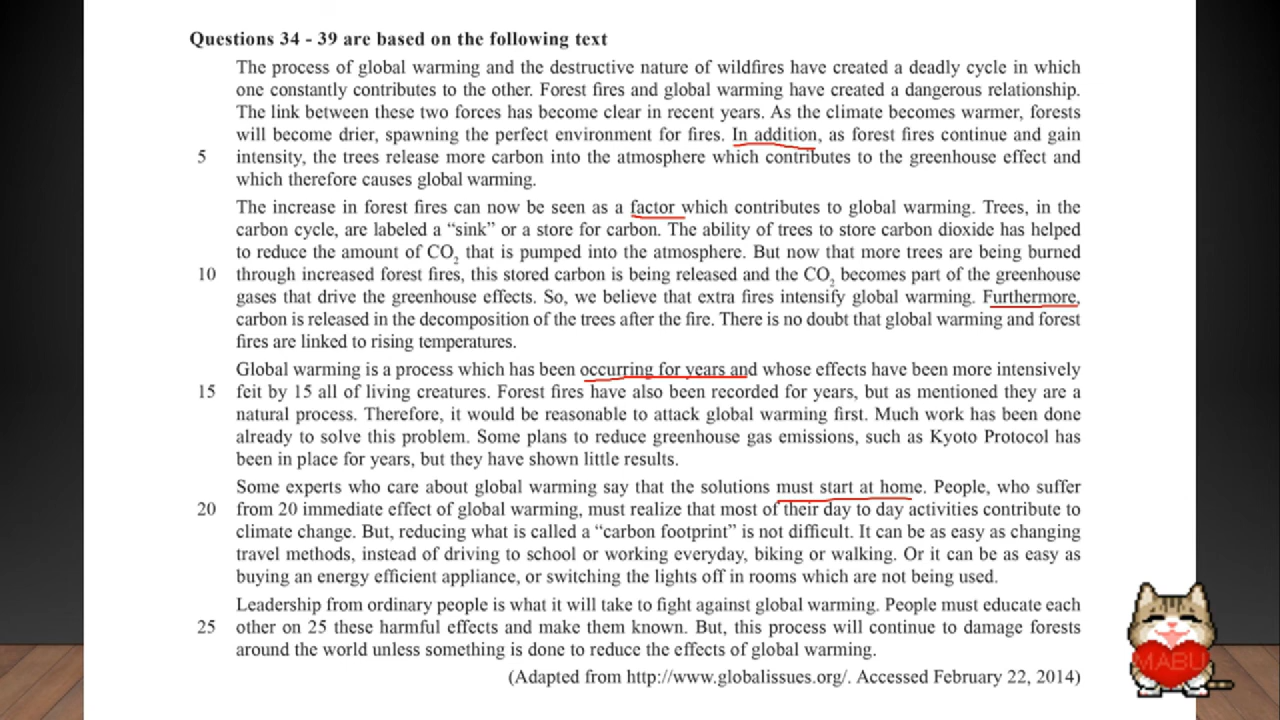 Questions 34 - 39 are based on the following text
The process of global warming and the destructive nature of wildfires have created a deadly cycle in which
one constantly contributes to the other. Forest fires and global warming have created a dangerous relationship.
The link between these two forces has become clear in recent years. As the climate becomes warmer, forests
will become drier, spawning the perfect environment for fires. In addition, as forest fires continue and gain
5 intensity, the trees release more carbon into the atmosphere which contributes to the greenhouse effect and
which therefore causes global warming.
The increase in forest fires can now be seen as a factor which contributes to global warming. Trees, in the
carbon cycle, are labeled a “sink” or a store for carbon. The ability of trees to store carbon dioxide has helped
to reduce the amount of CO₂ that is pumped into the atmosphere. But now that more trees are being burned
10 through increased forest fires, this stored carbon is being released and the CO₂ becomes part of the greenhouse
gases that drive the greenhouse effects. So, we believe that extra fires intensify global warming. Furthermore,
carbon is released in the decomposition of the trees after the fire. There is no doubt that global warming and forest
fires are linked to rising temperatures.
Global warming is a process which has been occurring for years and whose effects have been more intensively
15 feit by 15 all of living creatures. Forest fires have also been recorded for years, but as mentioned they are a
natural process. Therefore, it would be reasonable to attack global warming first. Much work has been done
already to solve this problem. Some plans to reduce greenhouse gas emissions, such as Kyoto Protocol has
been in place for years, but they have shown little results.
Some experts who care about global warming say that the solutions must start at home. People, who suffer
20 from 20 immediate effect of global warming, must realize that most of their day to day activities contribute to
climate change. But, reducing what is called a “carbon footprint” is not difficult. It can be as easy as changing
travel methods, instead of driving to school or working everyday, biking or walking. Or it can be as easy as
buying an energy efficient appliance, or switching the lights off in rooms which are not being used.
Leadership from ordinary people is what it will take to fight against global warming. People must educate each
25 other on 25 these harmful effects and make them known. But, this process will continue to damage forests
around the world unless something is done to reduce the effects of global warming.
(Adapted from http://www.globalissues.org/. Accessed February 22, 2014)
MABU